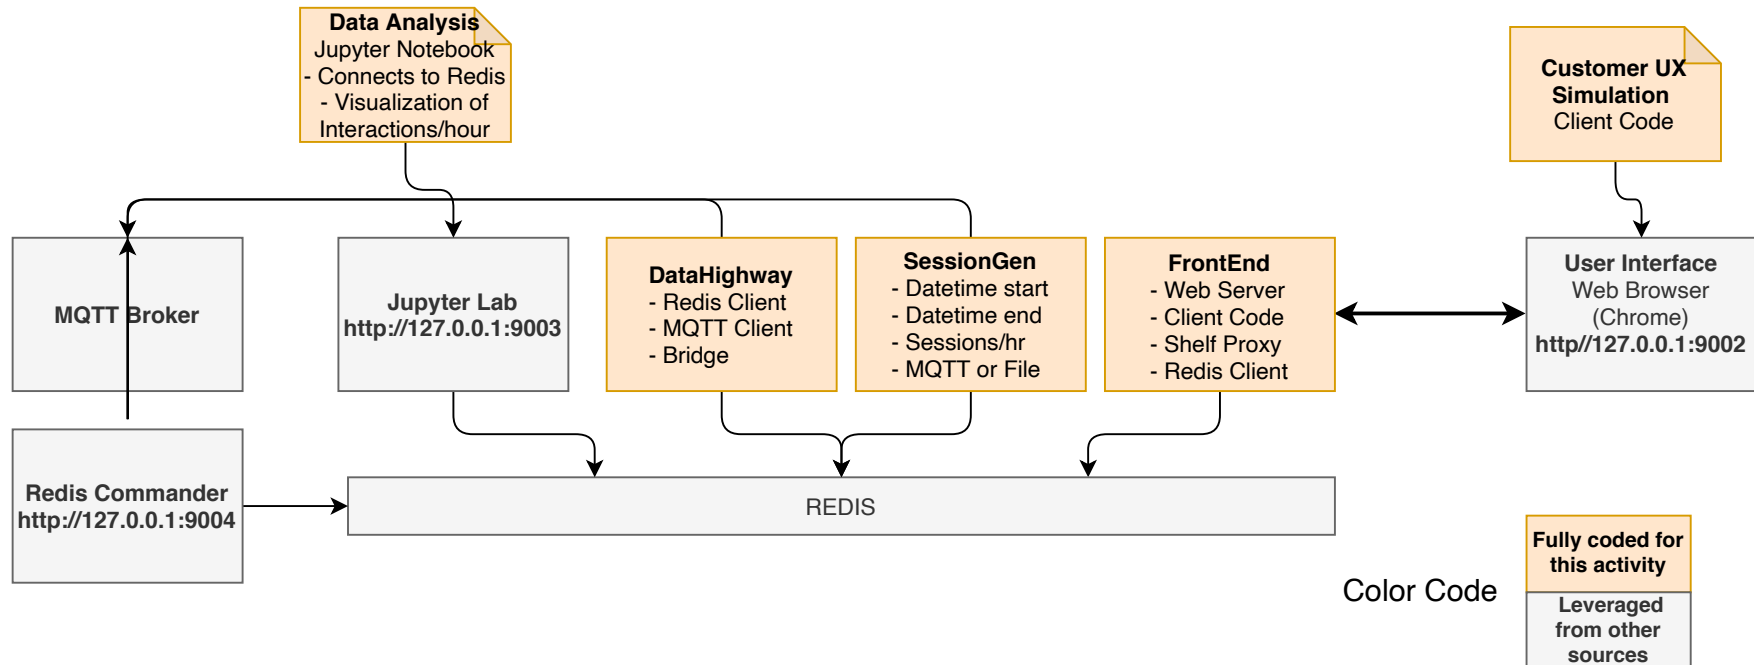 Data Analysis
Jupyter Notebook
- Connects to Redis
- Visualization of
Interactions/hour
Customer UX
Simulation
Client Code
MQTT Broker
Jupyter Lab
http://127.0.0.1:9003
DataHighway
- Redis Client
- MQTT Client
- Bridge
SessionGen
- Datetime start
- Datetime end
- Sessions/hr
- MQTT or File
FrontEnd
- Web Server
- Client Code
- Shelf Proxy
- Redis Client
User Interface
Web Browser
(Chrome)
http//127.0.0.1:9002
Redis Commander
http://127.0.0.1:9004
REDIS
Color Code
Fully coded for
this activity
Leveraged
from other
sources